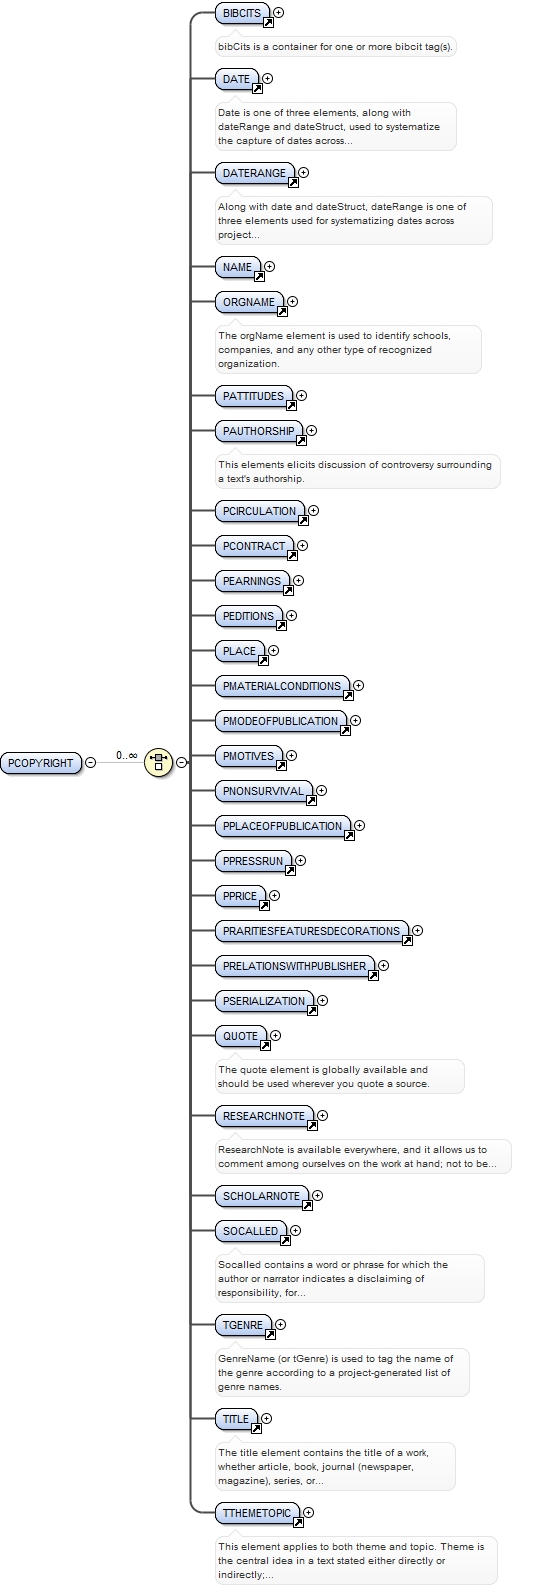 BIBCITS
bibCits is a container for one or more bibcit tag(s).
DATE
Date is one of three elements, along with
dateRange and dateStruct, used to systematize
the capture of dates across...
DATERANGE
Along with date and dateStruct, dateRange is one of
three elements used for systematizing dates across
project...
NAME
ORGNAME
The orgName element is used to identify schools,
companies, and any other type of recognized
organization.
PATTITUDES
PAUTHORSHIP
This elements elicits discussion of controversy surrounding
a text's authorship.
PCIRCULATION
PCONTRACT
PEARNINGS
PEDITIONS
PLACE
PMATERIALCONDITIONS
PMODEOFPUBLICATION
PCOPYRIGHT 0..∞
PMOTIVES
PNONSURVIVAL
PPLACEOFPUBLICATION
PPRESSRUN
PPRICE
PRARITIESFEATURESDECORATIONS
PRELATIONSWITHPUBLISHER
PSERIALIZATION
QUOTE
The quote element is globally available and
should be used wherever you quote a source.
RESEARCHNOTE
ResearchNote is available everywhere, and it allows us to
comment among ourselves on the work at hand; not to be...
SCHOLARNOTE
SOCALLED
Socalled contains a word or phrase for which the
author or narrator indicates a disclaiming of
responsibility, for...
TGENRE
GenreName (or tGenre) is used to tag the name of
the genre according to a project-generated list of
genre names.
TITLE
The title element contains the title of a work,
whether article, book, journal (newspaper,
magazine), series, or...
TTHEMETOPIC
This element applies to both theme and topic. Theme is
the central idea in a text stated either directly or
indirectly;...